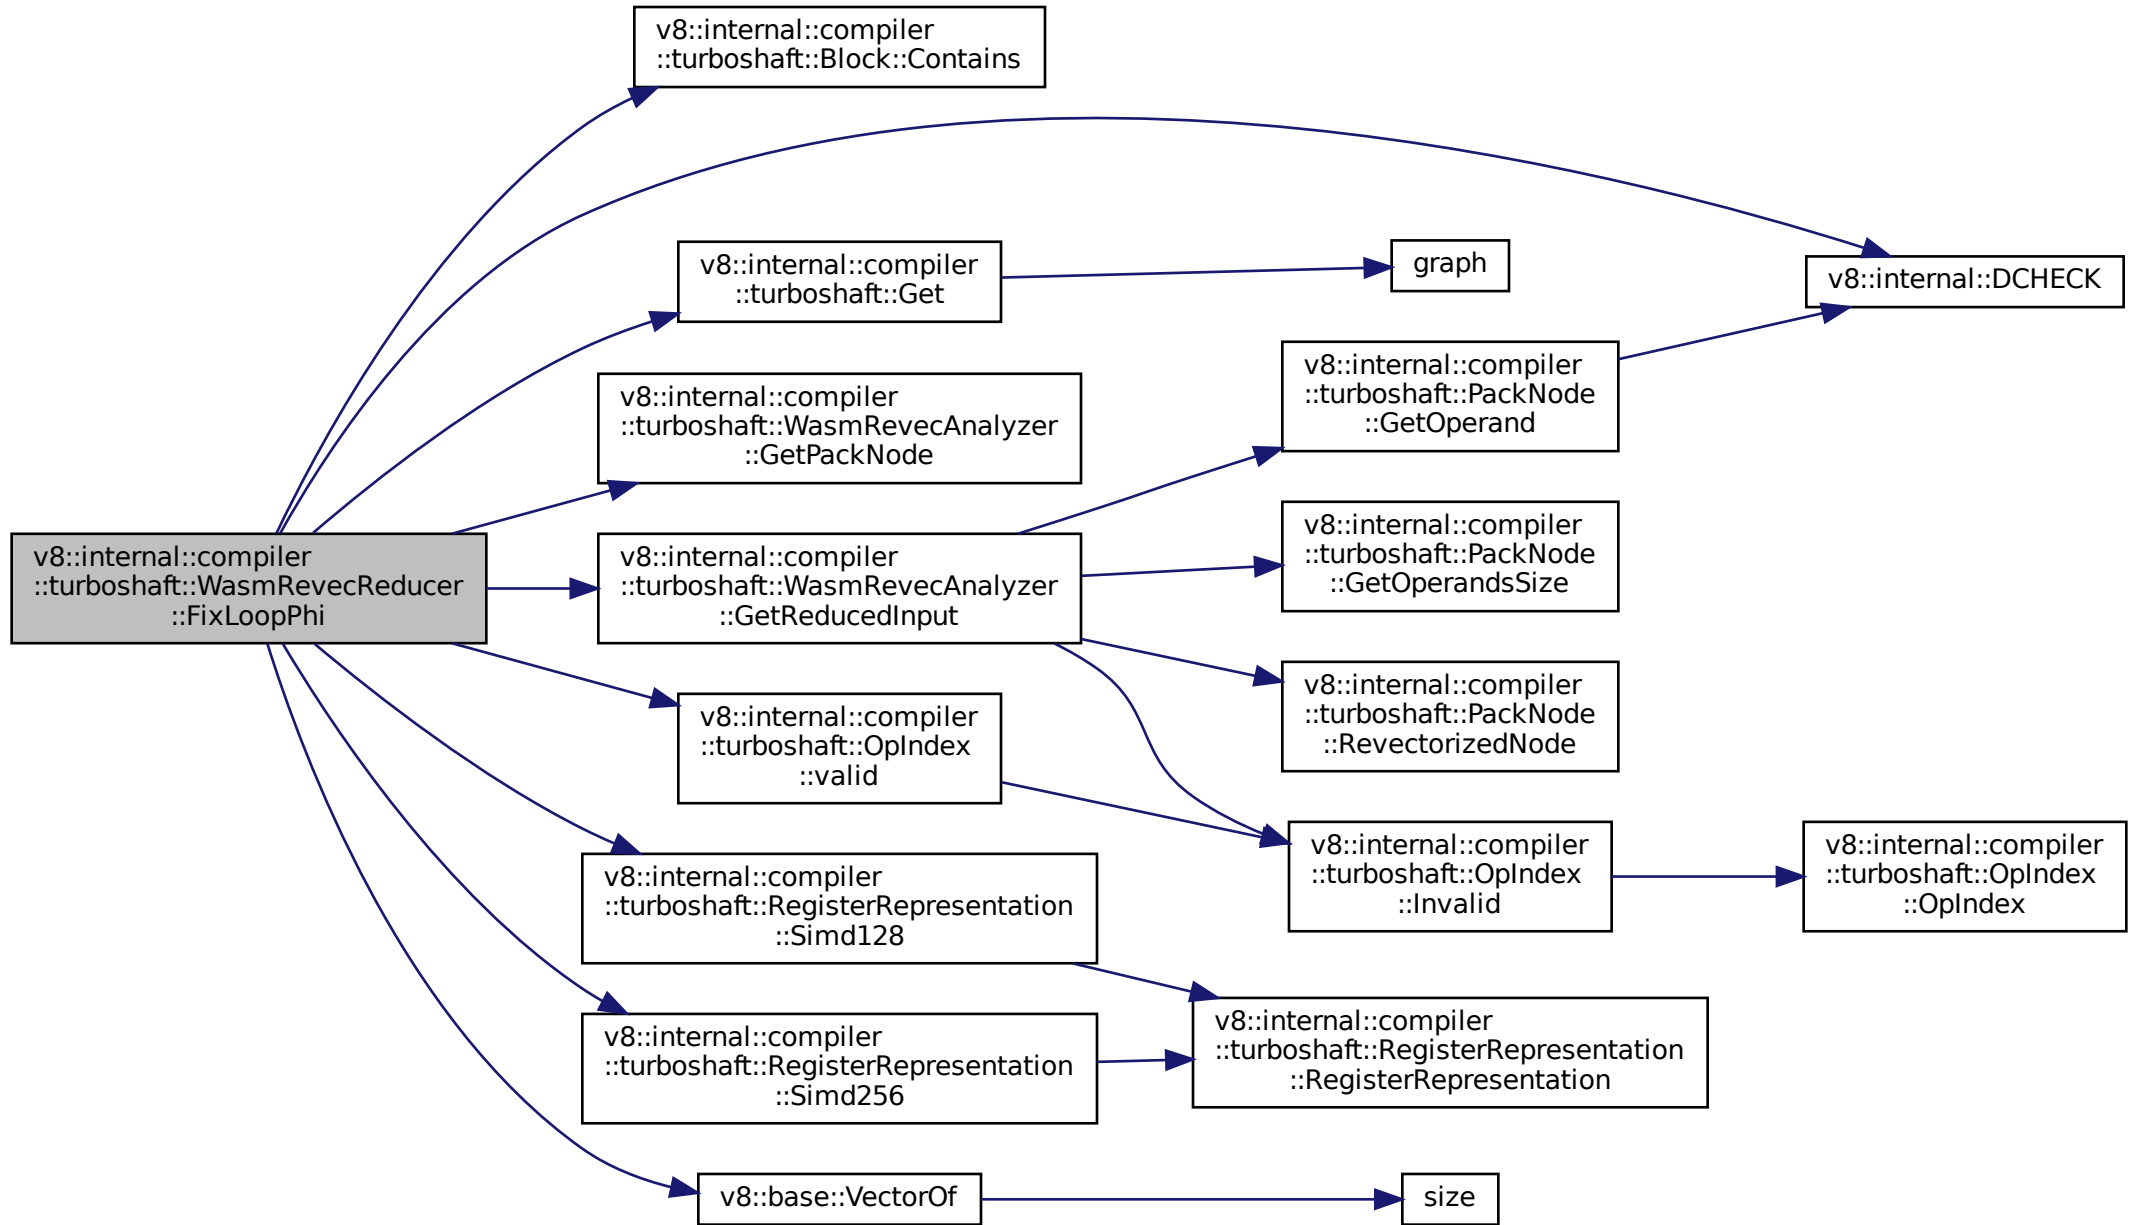 v8::internal::compiler
::turboshaft::Block::Contains
v8::internal::compiler
::turboshaft::Get
graph
v8::internal::DCHECK
v8::internal::compiler
::turboshaft::PackNode
::GetOperand
v8::internal::compiler
::turboshaft::WasmRevecAnalyzer
::GetPackNode
v8::internal::compiler
::turboshaft::PackNode
::GetOperandsSize
v8::internal::compiler
::turboshaft::WasmRevecReducer
::FixLoopPhi
v8::internal::compiler
::turboshaft::WasmRevecAnalyzer
::GetReducedInput
v8::internal::compiler
::turboshaft::PackNode
::RevectorizedNode
v8::internal::compiler
::turboshaft::OpIndex
::valid
v8::internal::compiler
::turboshaft::OpIndex
::Invalid
v8::internal::compiler
::turboshaft::OpIndex
::OpIndex
v8::internal::compiler
::turboshaft::RegisterRepresentation
::Simd128
v8::internal::compiler
::turboshaft::RegisterRepresentation
::RegisterRepresentation
v8::internal::compiler
::turboshaft::RegisterRepresentation
::Simd256
v8::base::VectorOf
size